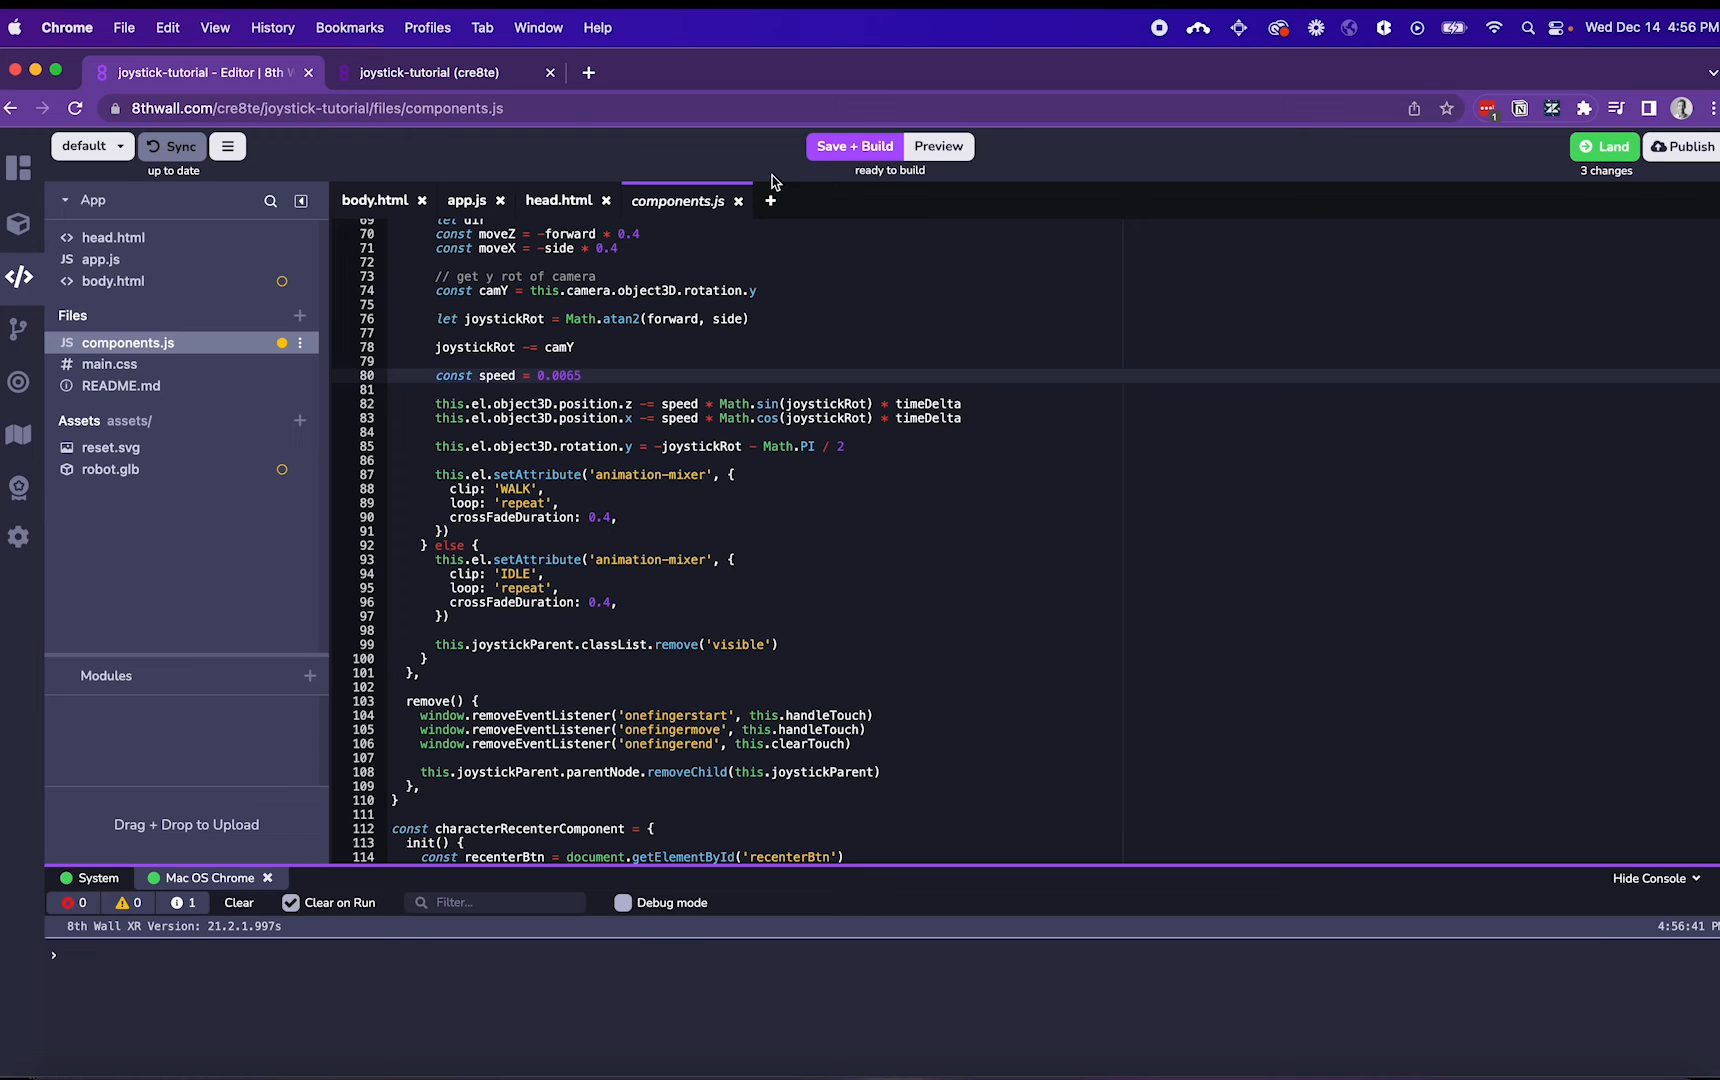 Chrome File Edit View History Bookmarks Profiles Tab Window Help Wed Dec 14 4:56 PM
joystick-tutorial - Editor | 8th joystick-tutorial (cre8te)
8thwall.com/cre8te/joystick-tutorial/files/components.js
1
default Sync Save + Build Preview Land Publish
up to date ready to build 3 changes
App
body.html app.js head.html components.js
head.html
JS app.js
body.html
Files
JS components.js
# main.css
README.md
Assets assets/
reset.svg
robot.glb
Modules
Drag + Drop to Upload
69 let dir
70 const moveZ = -forward * 0.4
71 const moveX = -side * 0.4
72
73 // get y rot of camera
74 const camY = this.camera.object3D.rotation.y
75
76 let joystickRot = Math.atan2(forward, side)
77
78 joystickRot -= camY
79
80 const speed = 0.0065
81
82 this.el.object3D.position.z -= speed * Math.sin(joystickRot) * timeDelta
83 this.el.object3D.position.x -= speed * Math.cos(joystickRot) * timeDelta
84
85 this.el.object3D.rotation.y = -joystickRot - Math.PI / 2
86
87 this.el.setAttribute('animation-mixer', {
88 clip: 'WALK',
89 loop: 'repeat',
90 crossFadeDuration: 0.4,
91 })
92 } else {
93 this.el.setAttribute('animation-mixer', {
94 clip: 'IDLE',
95 loop: 'repeat',
96 crossFadeDuration: 0.4,
97 })
98
99 this.joystickParent.classList.remove('visible')
100 }
101 },
102
103 remove() {
104 window.removeEventListener('onefingerstart', this.handleTouch)
105 window.removeEventListener('onefingermove', this.handleTouch)
106 window.removeEventListener('onefingerend', this.clearTouch)
107
108 this.joystickParent.parentNode.removeChild(this.joystickParent)
109 },
110 }
111
112 const characterRecenterComponent = {
113 init() {
114 const recenterBtn = document.getElementById('recenterBtn')
System Mac OS Chrome Hide Console
0 0 1 Clear Clear on Run Filter... Debug mode
8th Wall XR Version: 21.2.1.997s 4:56:41